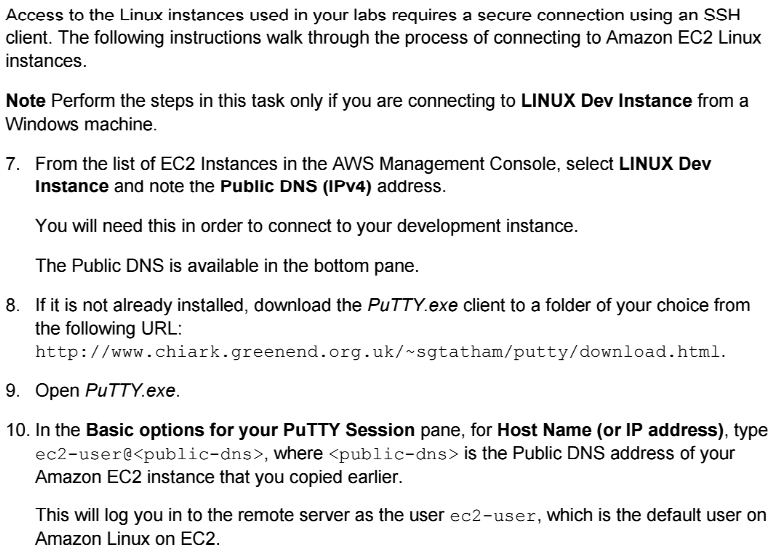 Access to the Linux instances used in your labs requires a secure connection using an SSH
client. The following instructions walk through the process of connecting to Amazon EC2 Linux
instances.
Note Perform the steps in this task only if you are connecting to LINUX Dev Instance from a
Windows machine.
7. From the list of EC2 Instances in the AWS Management Console, select LINUX Dev
Instance and note the Public DNS (IPv4) address.
You will need this in order to connect to your development instance.
The Public DNS is available in the bottom pane.
8. If it is not already installed, download the PuTTY.exe client to a folder of your choice from
the following URL:
http://www.chiark.greenend.org.uk/~sgtatham/putty/download.html.
9. Open PuTTY.exe.
10. In the Basic options for your PuTTY Session pane, for Host Name (or IP address), type
ec2-user@<public-dns>, where <public-dns> is the Public DNS address of your
Amazon EC2 instance that you copied earlier.
This will log you in to the remote server as the user ec2-user, which is the default user on
Amazon Linux on EC2.